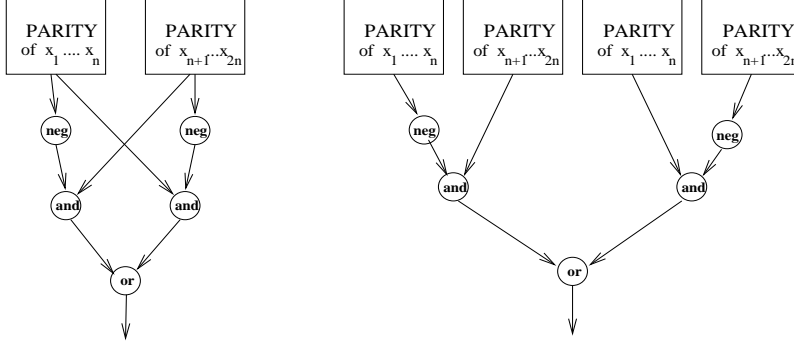 PARITY
of x1 .... xn
PARITY
of xn+1...x2n
neg
neg
and
and
or
PARITY
of x1 .... xn
PARITY
of xn+1...x2n
PARITY
of x1 .... xn
PARITY
of xn+1...x2n
neg
neg
and
and
or